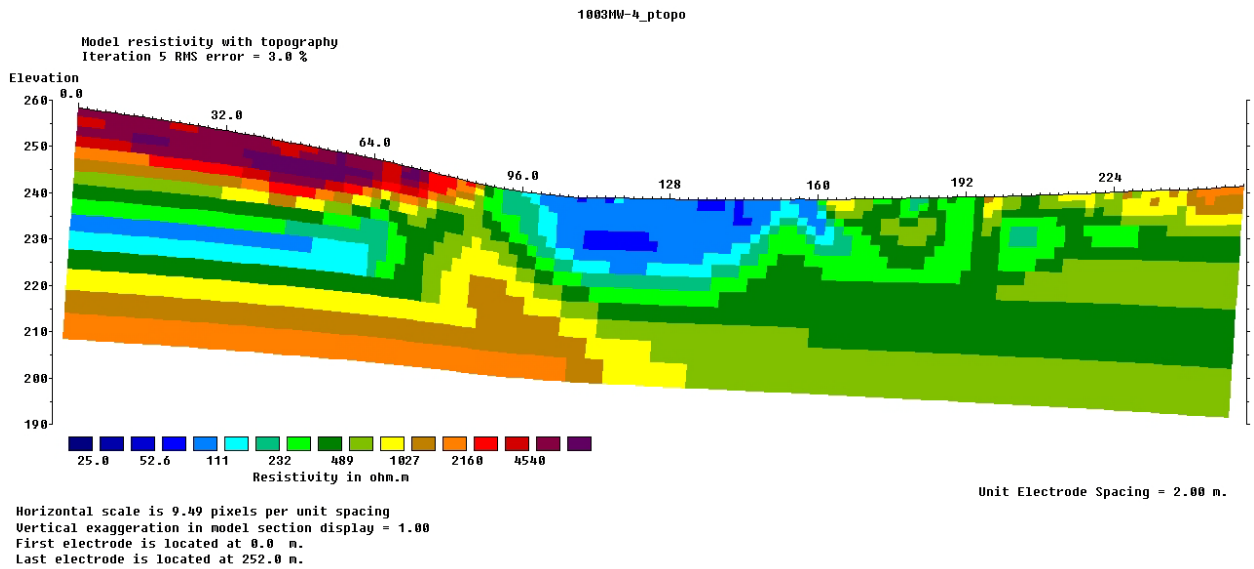 1003MW-4_ptopo
Model resistivity with topography
Iteration 5 RMS error = 3.0 %
Elevation
0.0
32.0
64.0
96.0
128
160
192
224
260
250
240
230
220
210
200
190
25.0 52.6 111 232 489 1027 2160 4540
Resistivity in ohm.m
Unit Electrode Spacing = 2.00 m.
Horizontal scale is 9.49 pixels per unit spacing
Vertical exaggeration in model section display = 1.00
First electrode is located at 0.0 m.
Last electrode is located at 252.0 m.